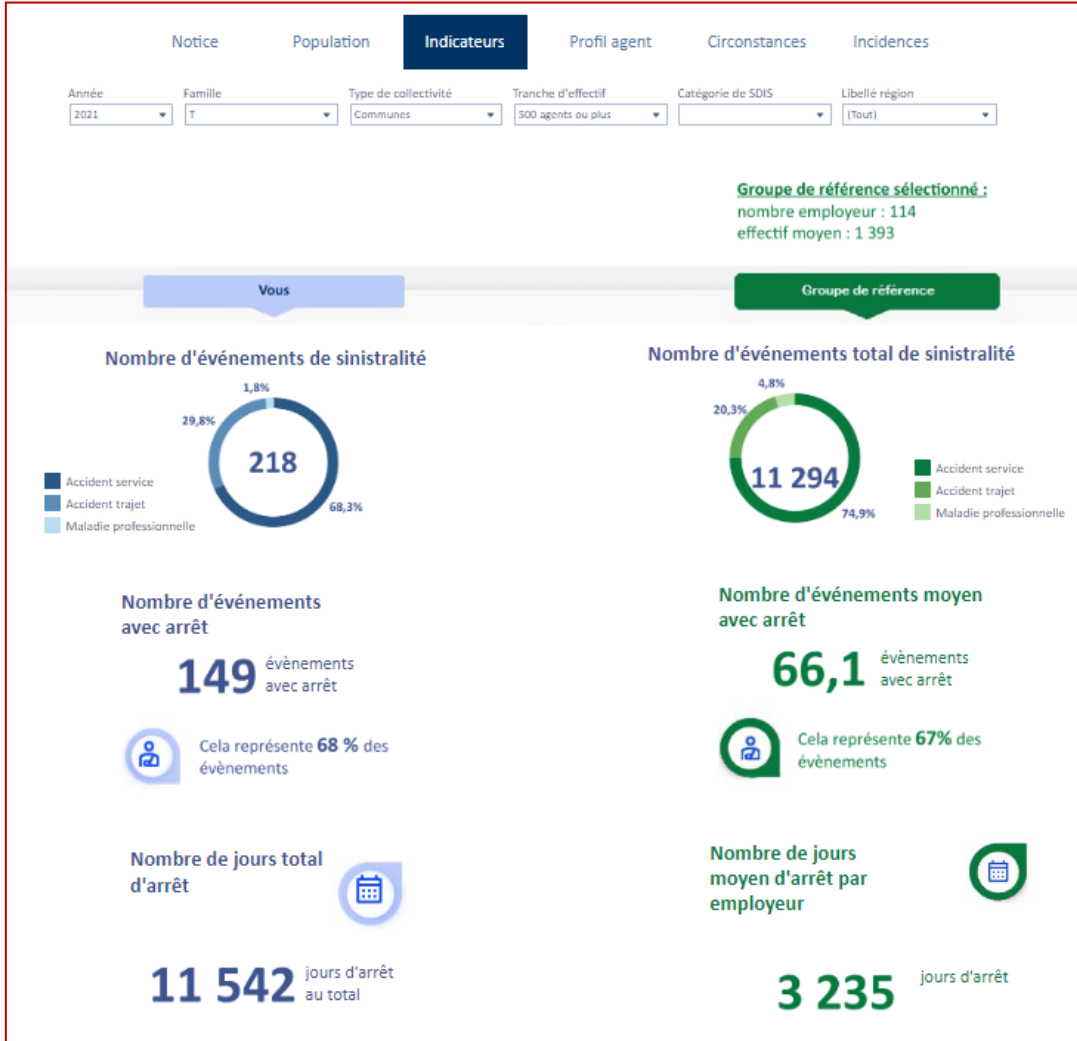 Notice Population Indicateurs Profil agent Circonstances Incidences
Année Famille Type de collectivité Tranche d'effectif Catégorie de SDIS Libellé région
2021 T Communes 500 agents ou plus (Tout)
Groupe de référence sélectionné :
nombre employeur : 114
effectif moyen : 1 393
Vous
Groupe de référence
Nombre d'événements de sinistralité
1,8%
29,8%
218
68,3%
Accident service
Accident trajet
Maladie professionnelle
Nombre d'événements total de sinistralité
4,8%
20,3%
11 294
74,9%
Accident service
Accident trajet
Maladie professionnelle
Nombre d'événements
avec arrêt
149 évènements
avec arrêt
Cela représente 68 % des
évènements
Nombre d'événements moyen
avec arrêt
66,1 évènements
avec arrêt
Cela représente 67% des
évènements
Nombre de jours total
d'arrêt
11 542 jours d'arrêt
au total
Nombre de jours
moyen d'arrêt par
employeur
3 235 jours d'arrêt